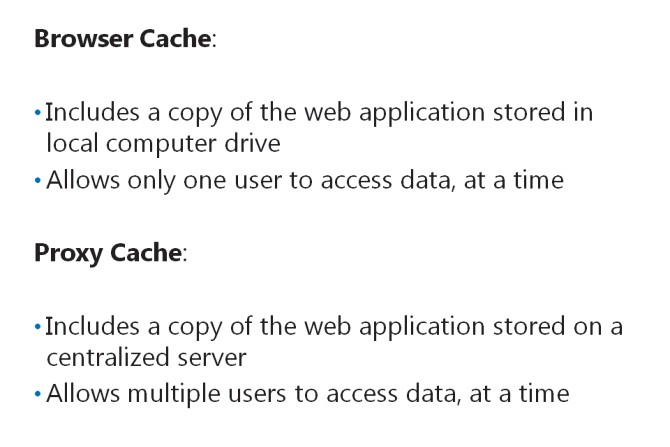 Browser Cache:
• Includes a copy of the web application stored in
local computer drive
• Allows only one user to access data, at a time
Proxy Cache:
• Includes a copy of the web application stored on a
centralized server
• Allows multiple users to access data, at a time